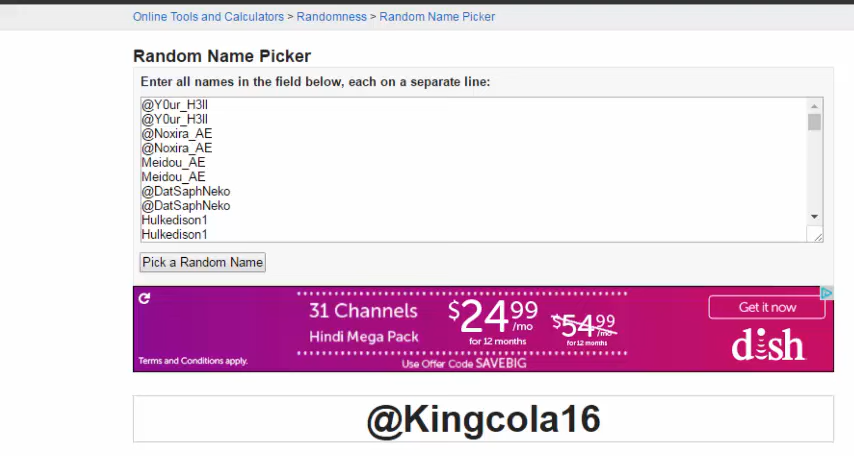 Online Tools and Calculators > Randomness > Random Name Picker
Random Name Picker
Enter all names in the field below, each on a separate line:
@Y0ur_H3ll
@Y0ur_H3ll
@Noxira_AE
@Noxira_AE
Meidou_AE
Meidou_AE
@DatSaphNeko
@DatSaphNeko
Hulkedison1
Hulkedison1
Pick a Random Name
31 Channels
Hindi Mega Pack
$24.99 /mo
for 12 months
$54.99 /mo
for 12 months
Get it now
dish
Terms and Conditions apply.
Use Offer Code SAVEBIG
@Kingcola16